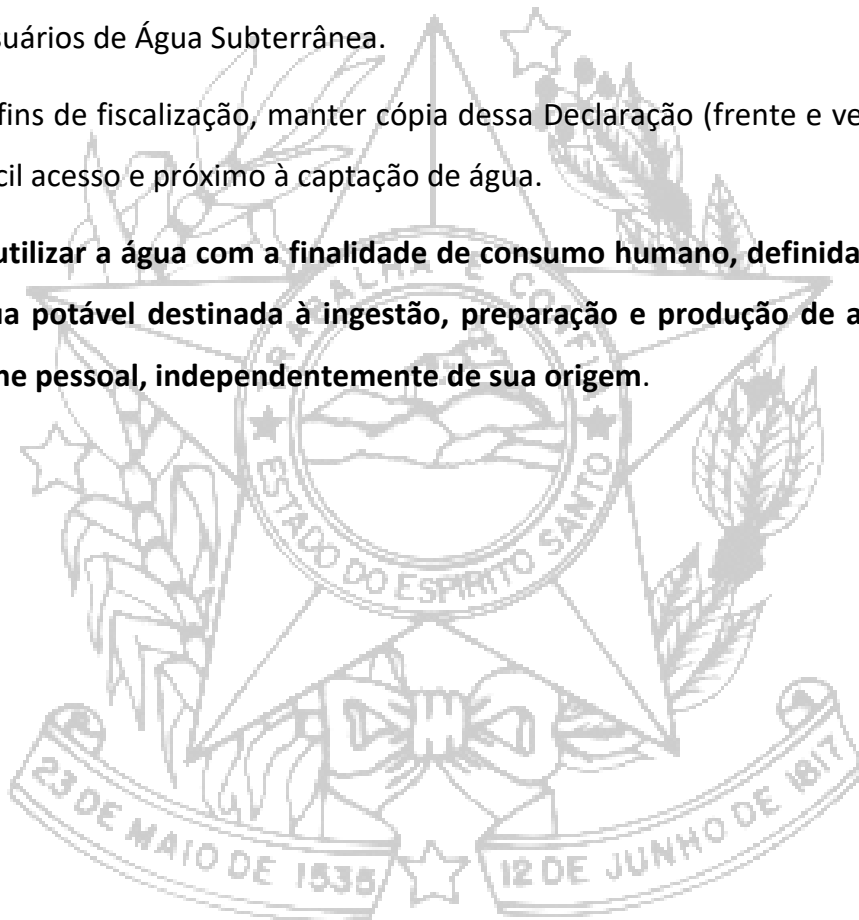 suários de Água Subterrânea.
fins de fiscalização, manter cópia dessa Declaração (frente e ve
cil acesso e próximo à captação de água.
utilizar a água com a finalidade de consumo humano, definida
ua potável destinada à ingestão, preparação e produção de a
ne pessoal, independentemente de sua origem.
TRABALHA E CONFIA
ESTADO DO ESPIRITO SANTO
23 DE MAIO DE 1535
12 DE JUNHO DE 1817